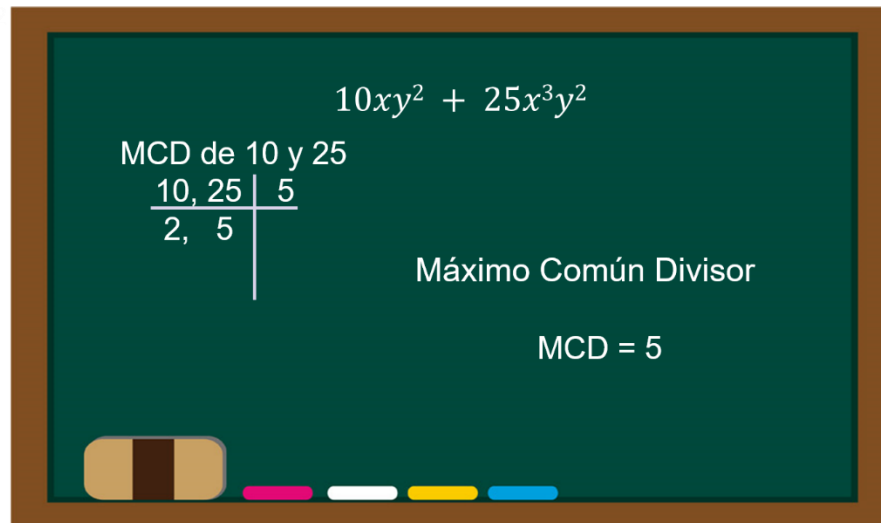 10xy² + 25x³y²
MCD de 10 y 25
10, 25 | 5
2, 5 |
Máximo Común Divisor
MCD = 5